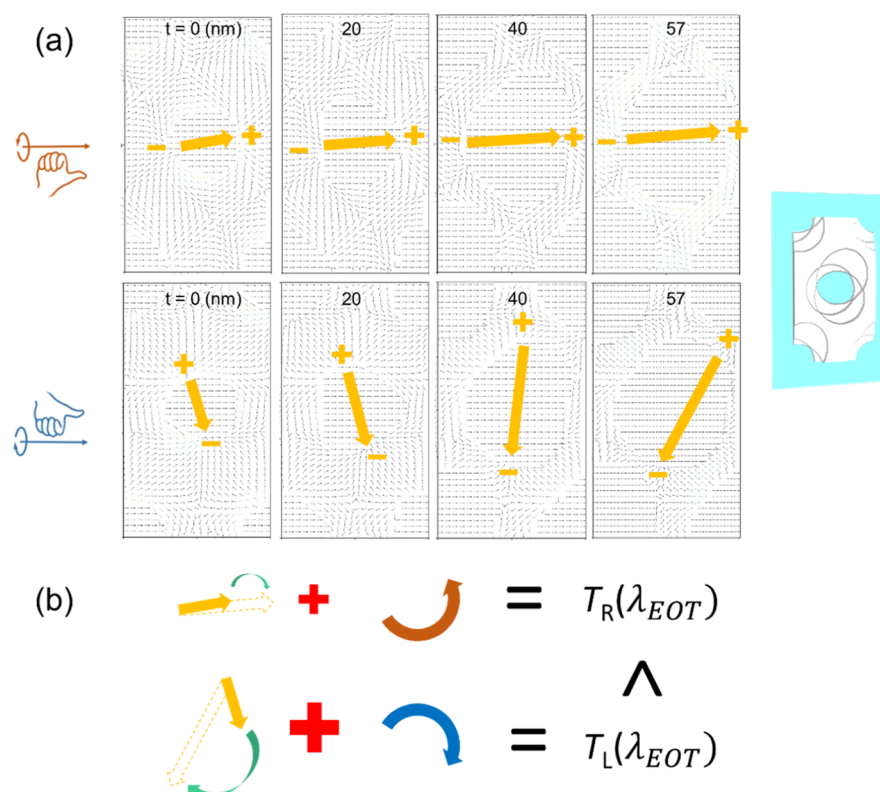 (a)
t = 0 (nm) 20 40 57
− + − + − + − +
t = 0 (nm) 20 40 57
+ − + − + − + −
(b)
+ = T_R(λ_EOT)
∧
+ = T_L(λ_EOT)